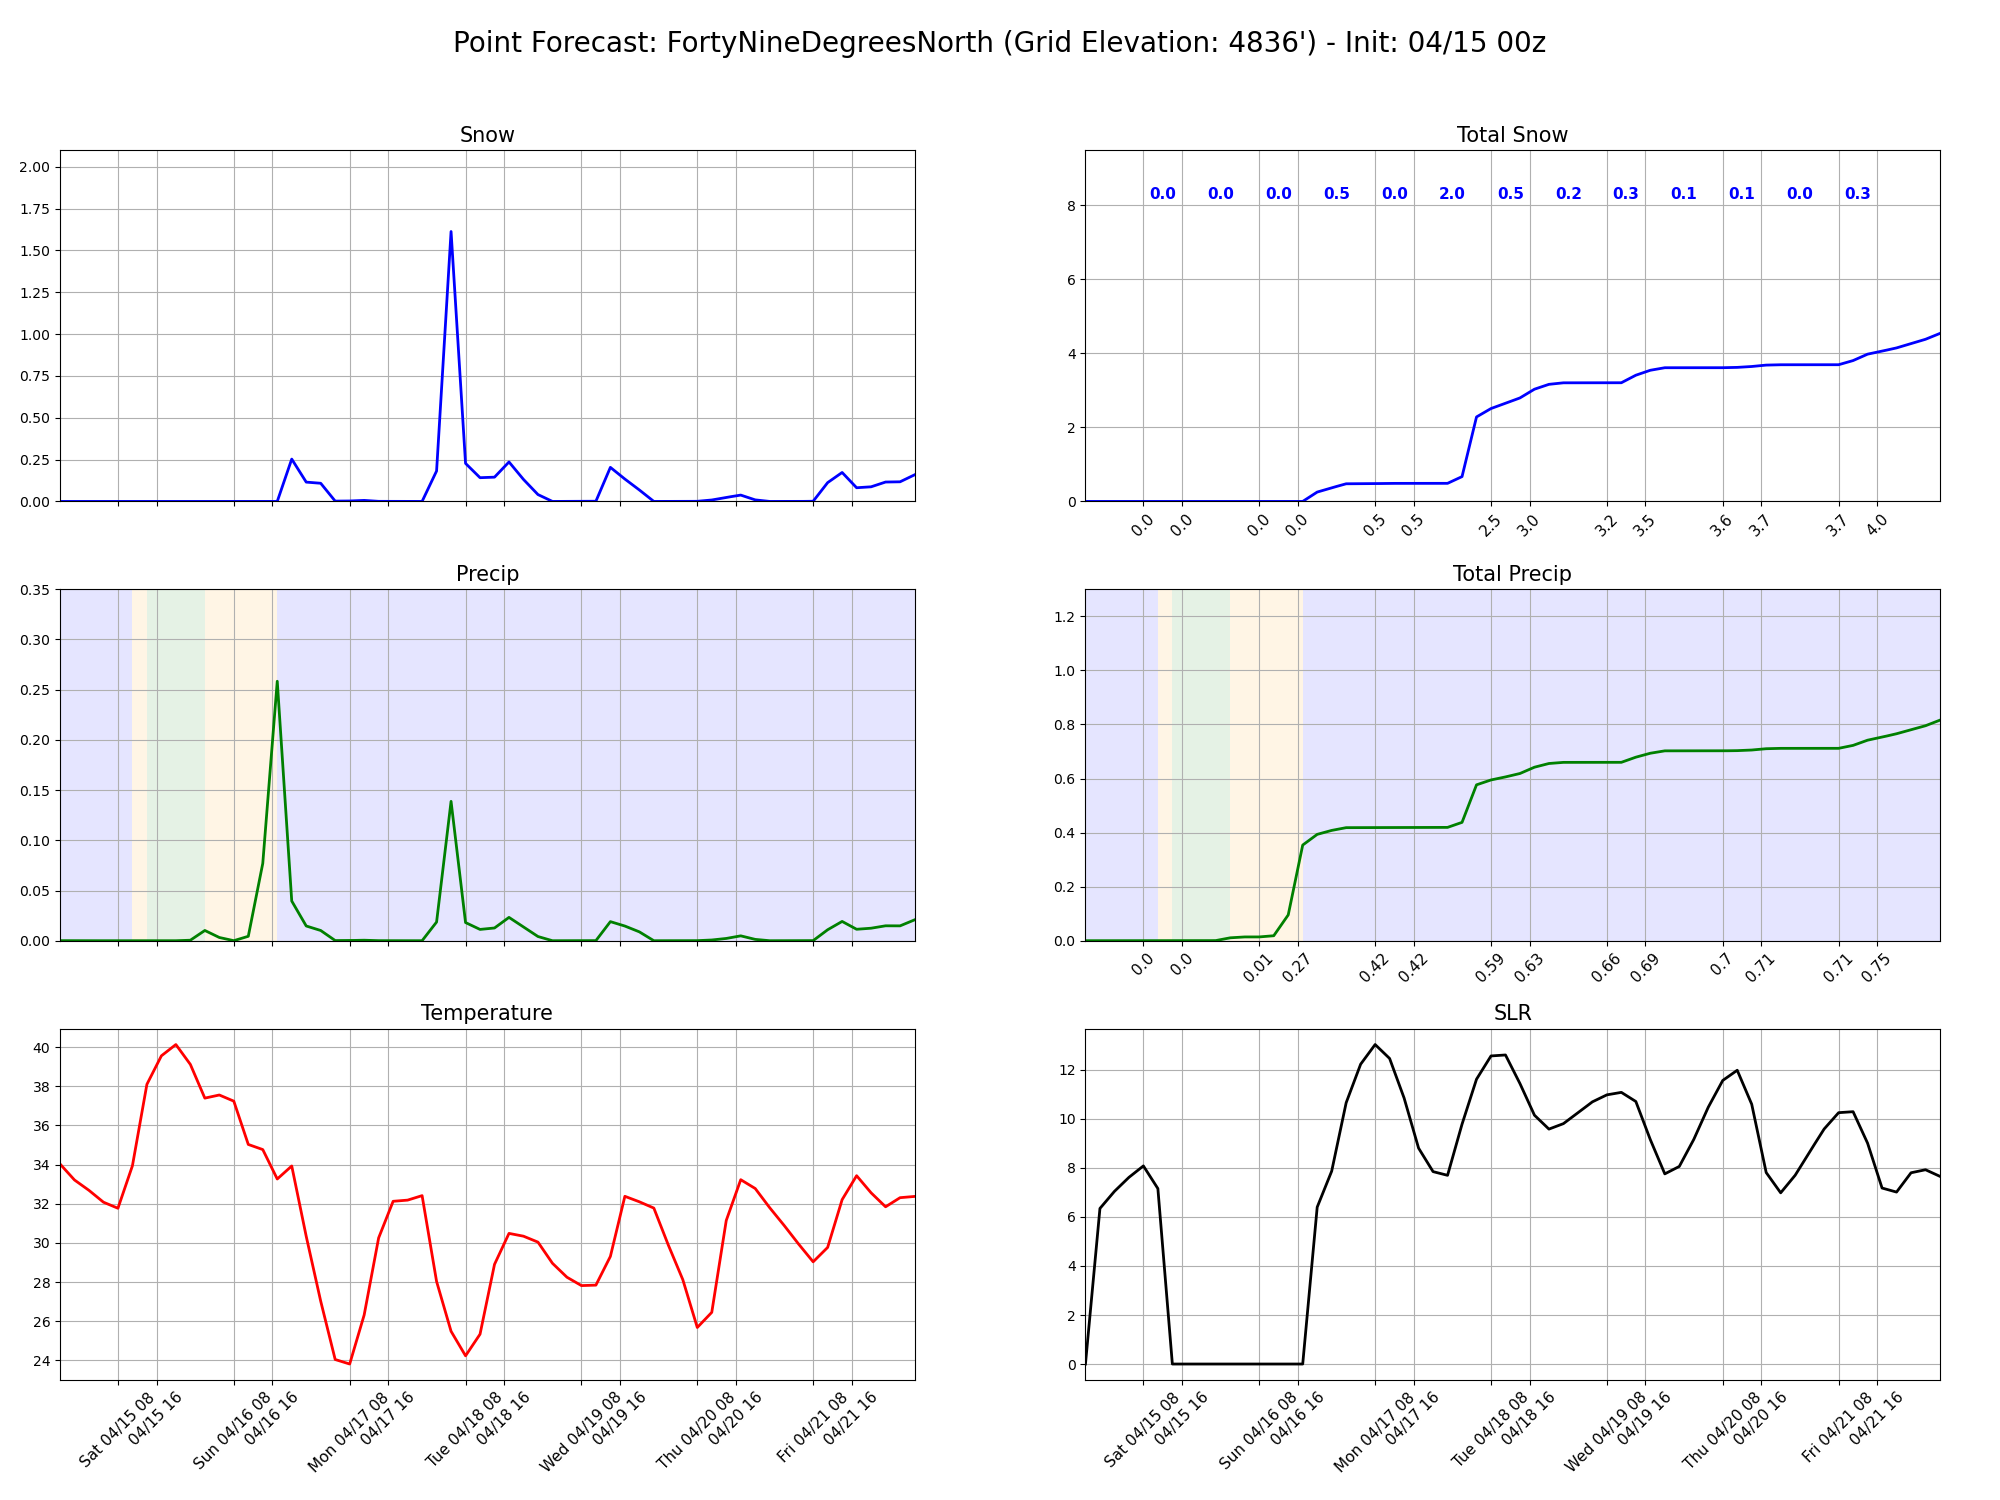 Point Forecast: FortyNineDegreesNorth (Grid Elevation: 4836') - Init: 04/15 00z
Snow
2.00
1.75
1.50
1.25
1.00
0.75
0.50
0.25
0.00
Total Snow
0.0 0.0 0.0 0.5 0.0 2.0 0.5 0.2 0.3 0.1 0.1 0.0 0.3
8
6
4
2
0
0.0 0.0 0.0 0.0 0.5 0.5 2.5 3.0 3.2 3.5 3.6 3.7 3.7 4.0
Precip
0.35
0.30
0.25
0.20
0.15
0.10
0.05
0.00
Total Precip
1.2
1.0
0.8
0.6
0.4
0.2
0.0
0.0 0.0 0.01 0.27 0.42 0.42 0.59 0.63 0.66 0.69 0.7 0.71 0.71 0.75
Temperature
40
38
36
34
32
30
28
26
24
Sat 04/15 08
04/15 16
Sun 04/16 08
04/16 16
Mon 04/17 08
04/17 16
Tue 04/18 08
04/18 16
Wed 04/19 08
04/19 16
Thu 04/20 08
04/20 16
Fri 04/21 08
04/21 16
SLR
12
10
8
6
4
2
0
Sat 04/15 08
04/15 16
Sun 04/16 08
04/16 16
Mon 04/17 08
04/17 16
Tue 04/18 08
04/18 16
Wed 04/19 08
04/19 16
Thu 04/20 08
04/20 16
Fri 04/21 08
04/21 16